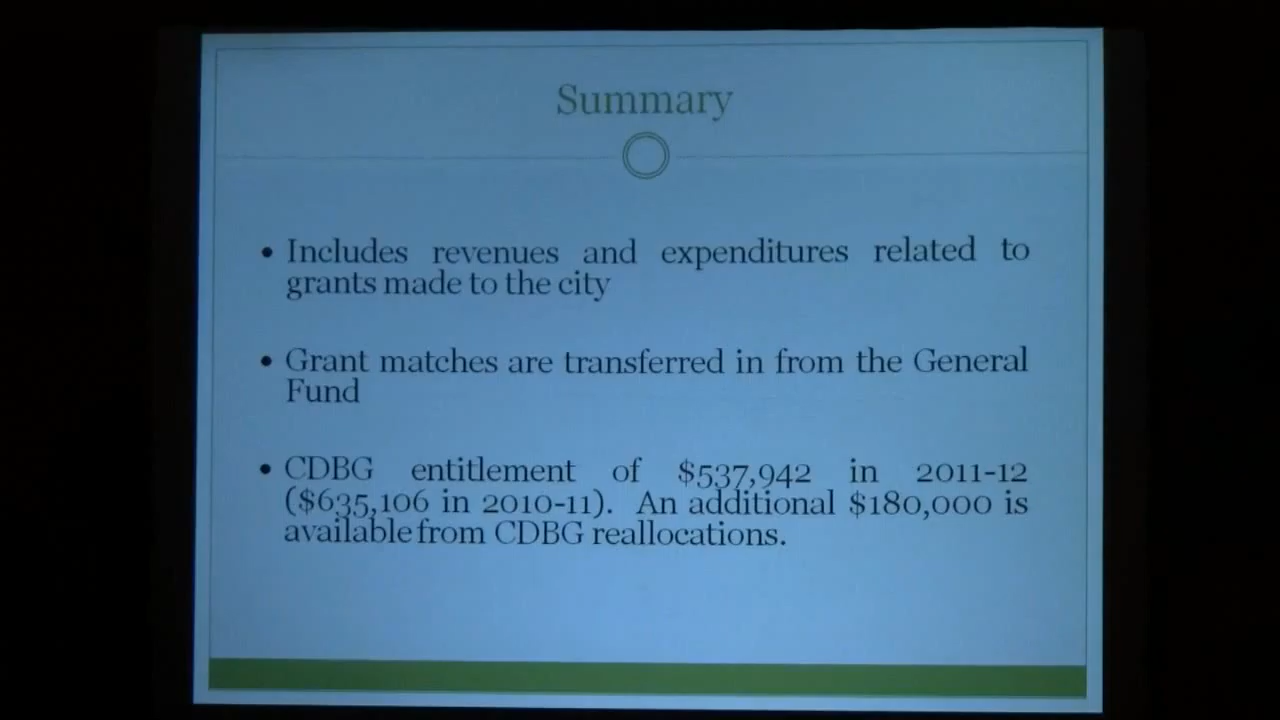 Summary
• Includes revenues and expenditures related to
grants made to the city
• Grant matches are transferred in from the General
Fund
• CDBG entitlement of $537,942 in 2011-12
($635,106 in 2010-11). An additional $180,000 is
available from CDBG reallocations.